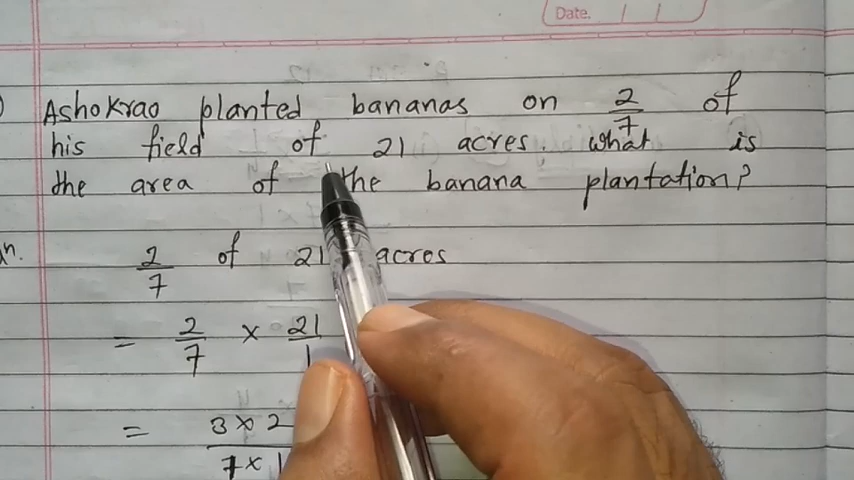 Date. / /
Ashokrao planted bananas on 2/7 of
his field of 21 acres. what is
the area of the banana plantation?
2/7 of 21 acres
= 2/7 × 21/1
= 3 × 2
7 × 1